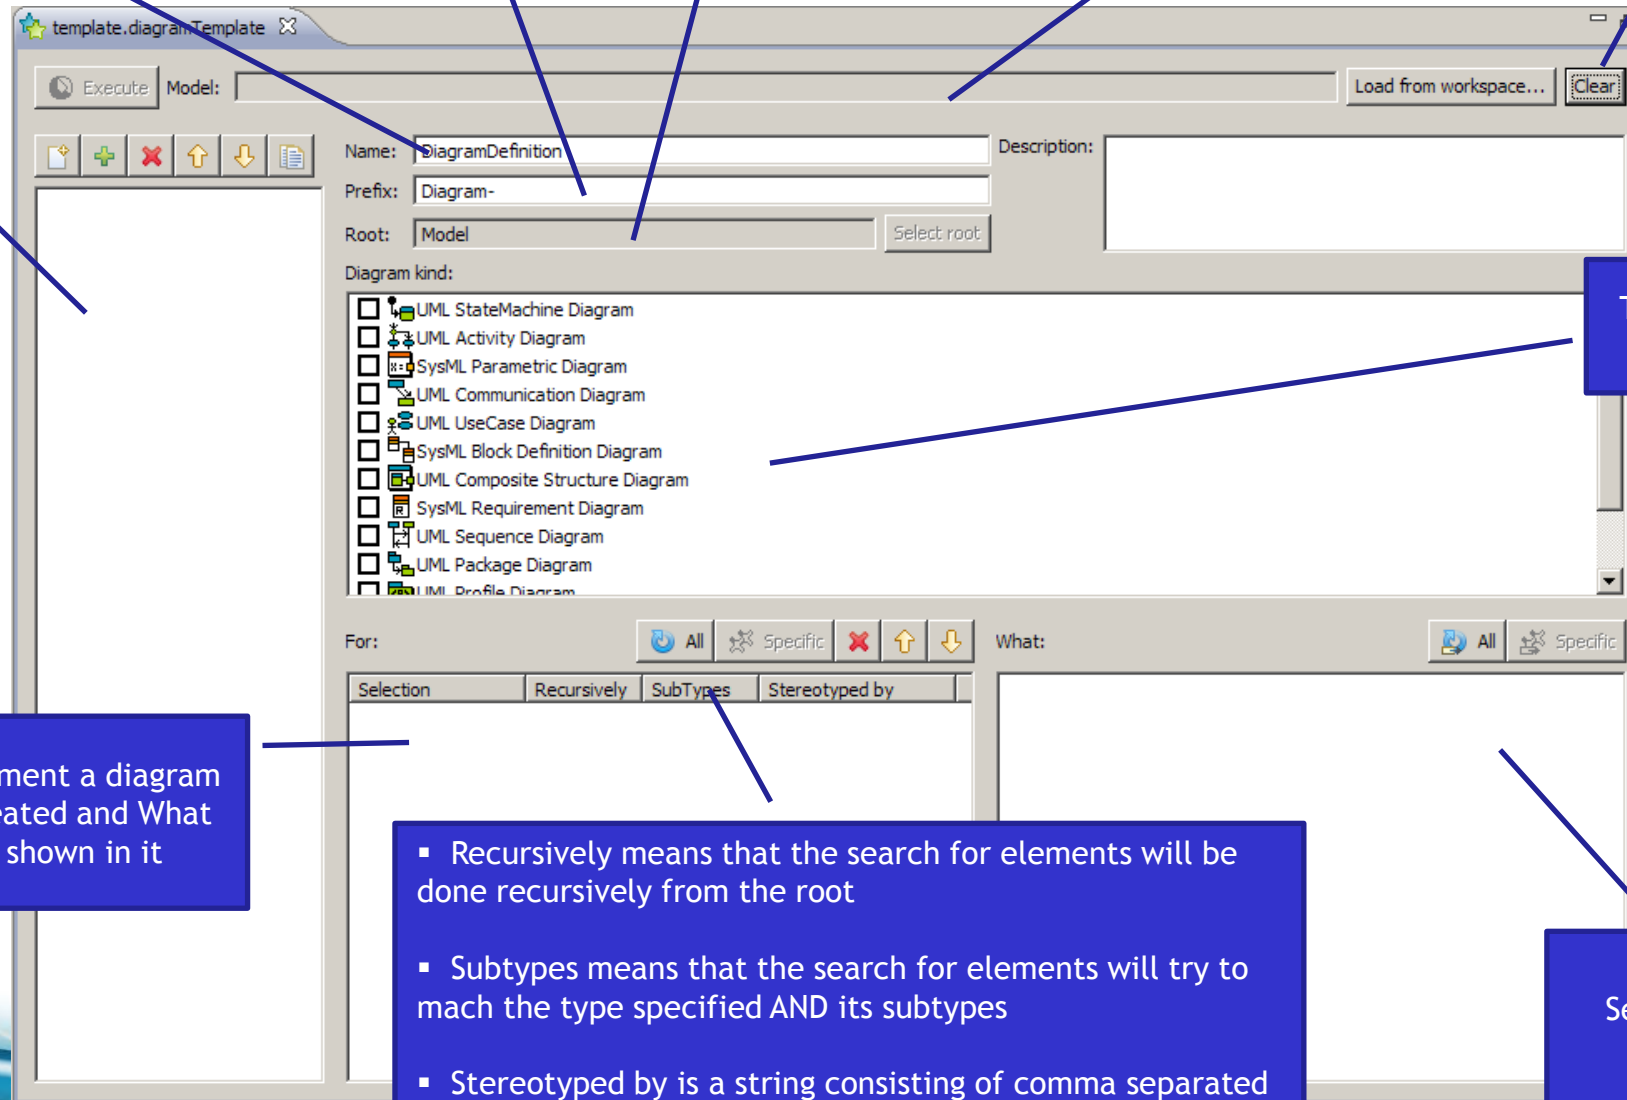 template.diagramTemplate
Execute Model: Load from workspace... Clear
Name: DiagramDefinition Description:
Prefix: Diagram-
Root: Model Select root
Diagram kind:
UML StateMachine Diagram
UML Activity Diagram
SysML Parametric Diagram
UML Communication Diagram
UML UseCase Diagram
SysML Block Definition Diagram
UML Composite Structure Diagram
SysML Requirement Diagram
UML Sequence Diagram
UML Package Diagram
UML Profile Diagram
For: All Specific What: All Specific
Selection Recursively SubTypes Stereotyped by
ment a diagram
eated and What
shown in it
▪ Recursively means that the search for elements will be
done recursively from the root
▪ Subtypes means that the search for elements will try to
mach the type specified AND its subtypes
▪ Stereotyped by is a string consisting of comma separated
T
Se